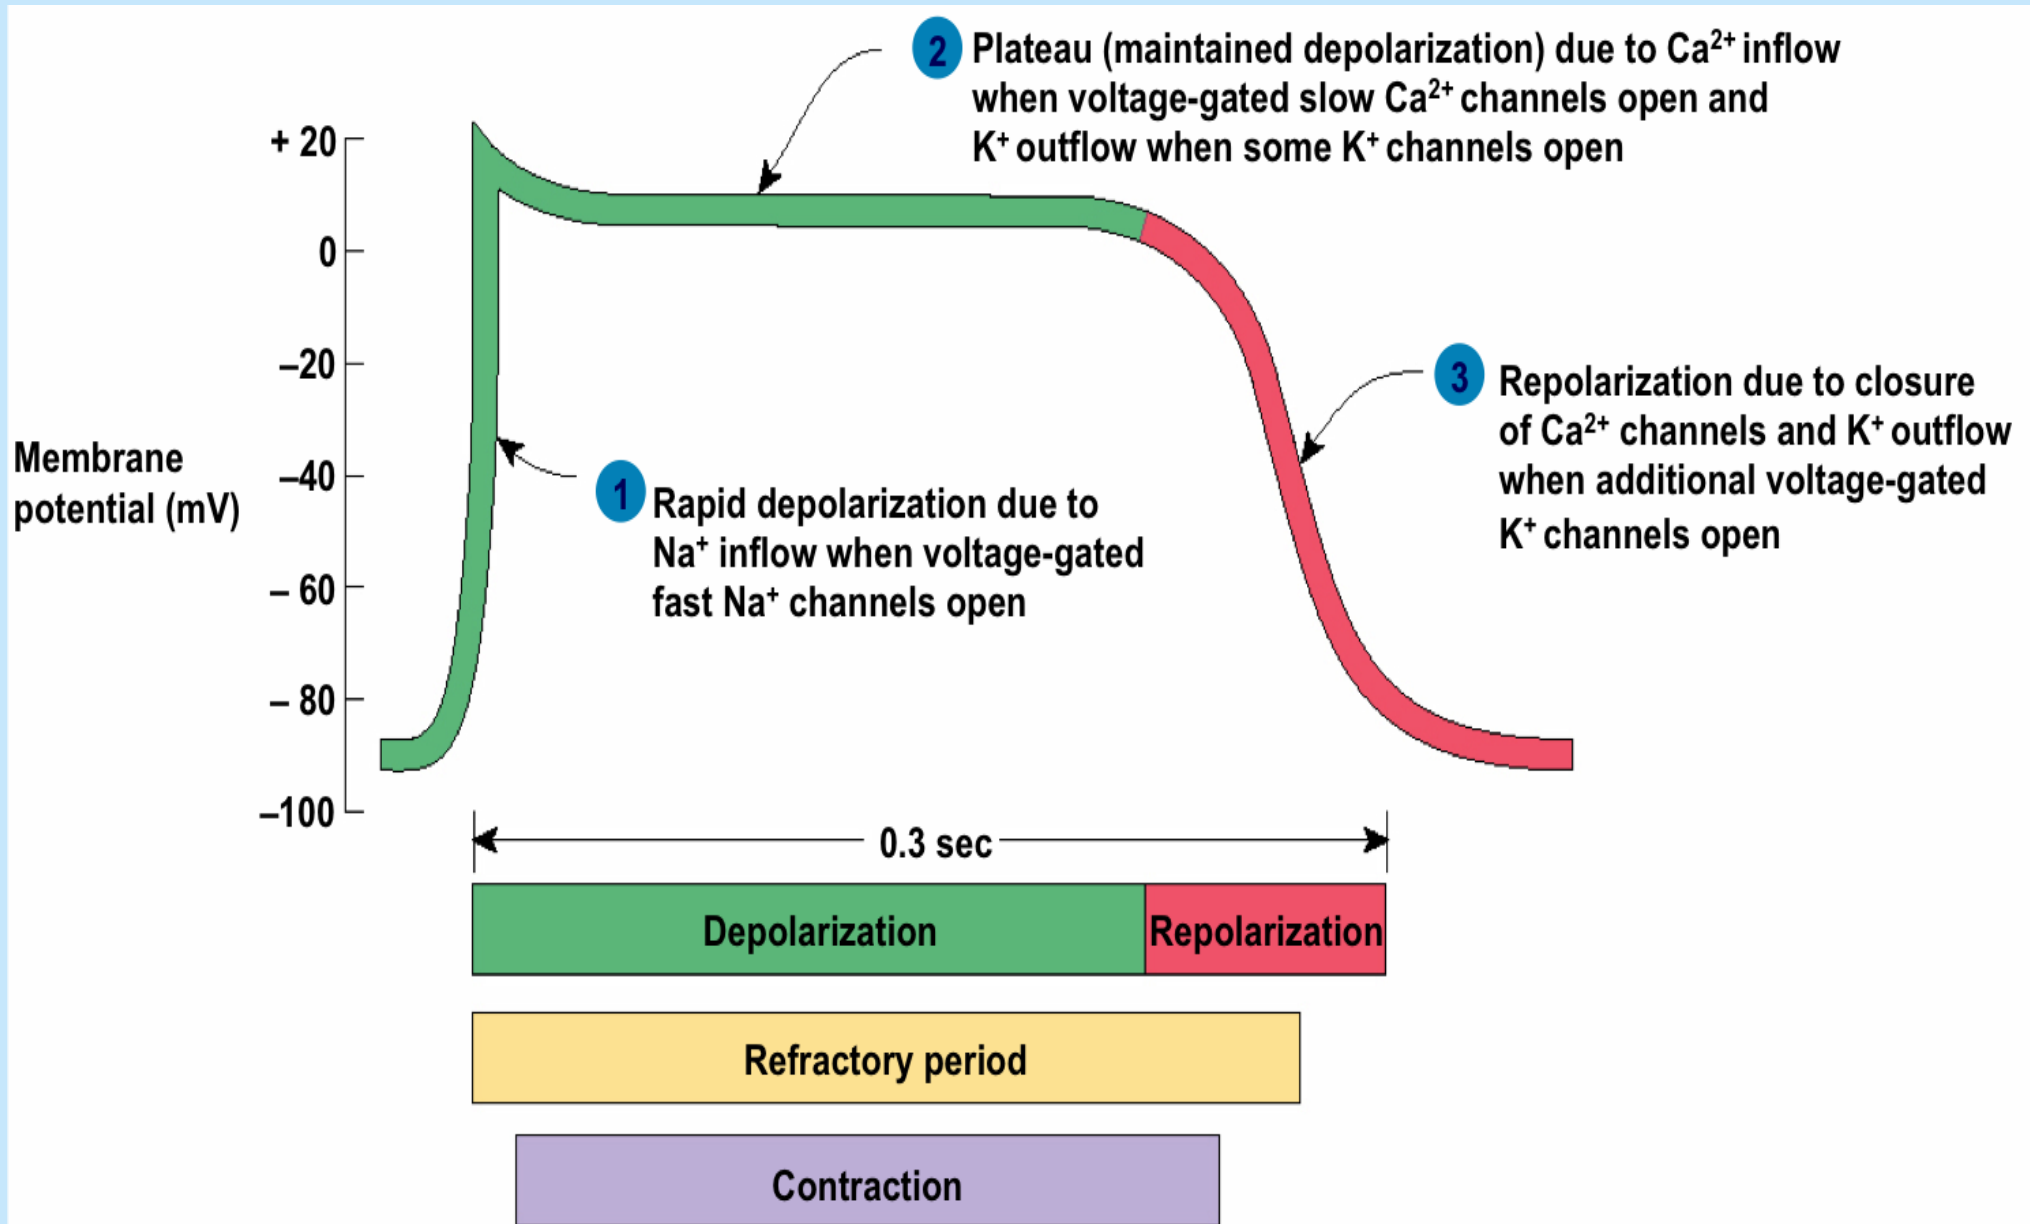 2 Plateau (maintained depolarization) due to Ca²⁺ inflow
when voltage-gated slow Ca²⁺ channels open and
K⁺ outflow when some K⁺ channels open
+ 20
0
–20
–40
– 60
– 80
–100
Membrane
potential (mV)
1 Rapid depolarization due to
Na⁺ inflow when voltage-gated
fast Na⁺ channels open
3 Repolarization due to closure
of Ca²⁺ channels and K⁺ outflow
when additional voltage-gated
K⁺ channels open
0.3 sec
Depolarization
Repolarization
Refractory period
Contraction